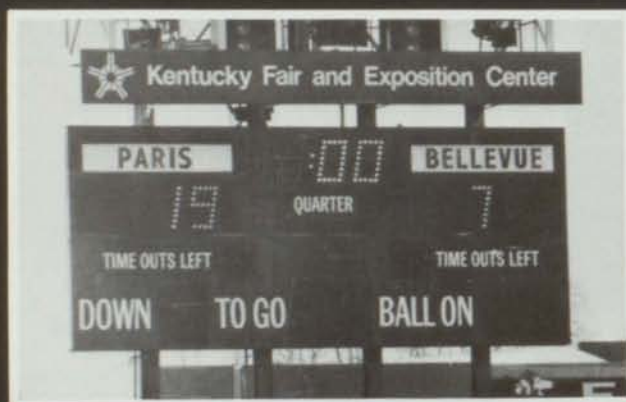 Kentucky Fair and Exposition Center
PARIS :00 BELLEVUE
19 QUARTER 7
TIME OUTS LEFT TIME OUTS LEFT
DOWN TO GO BALL ON